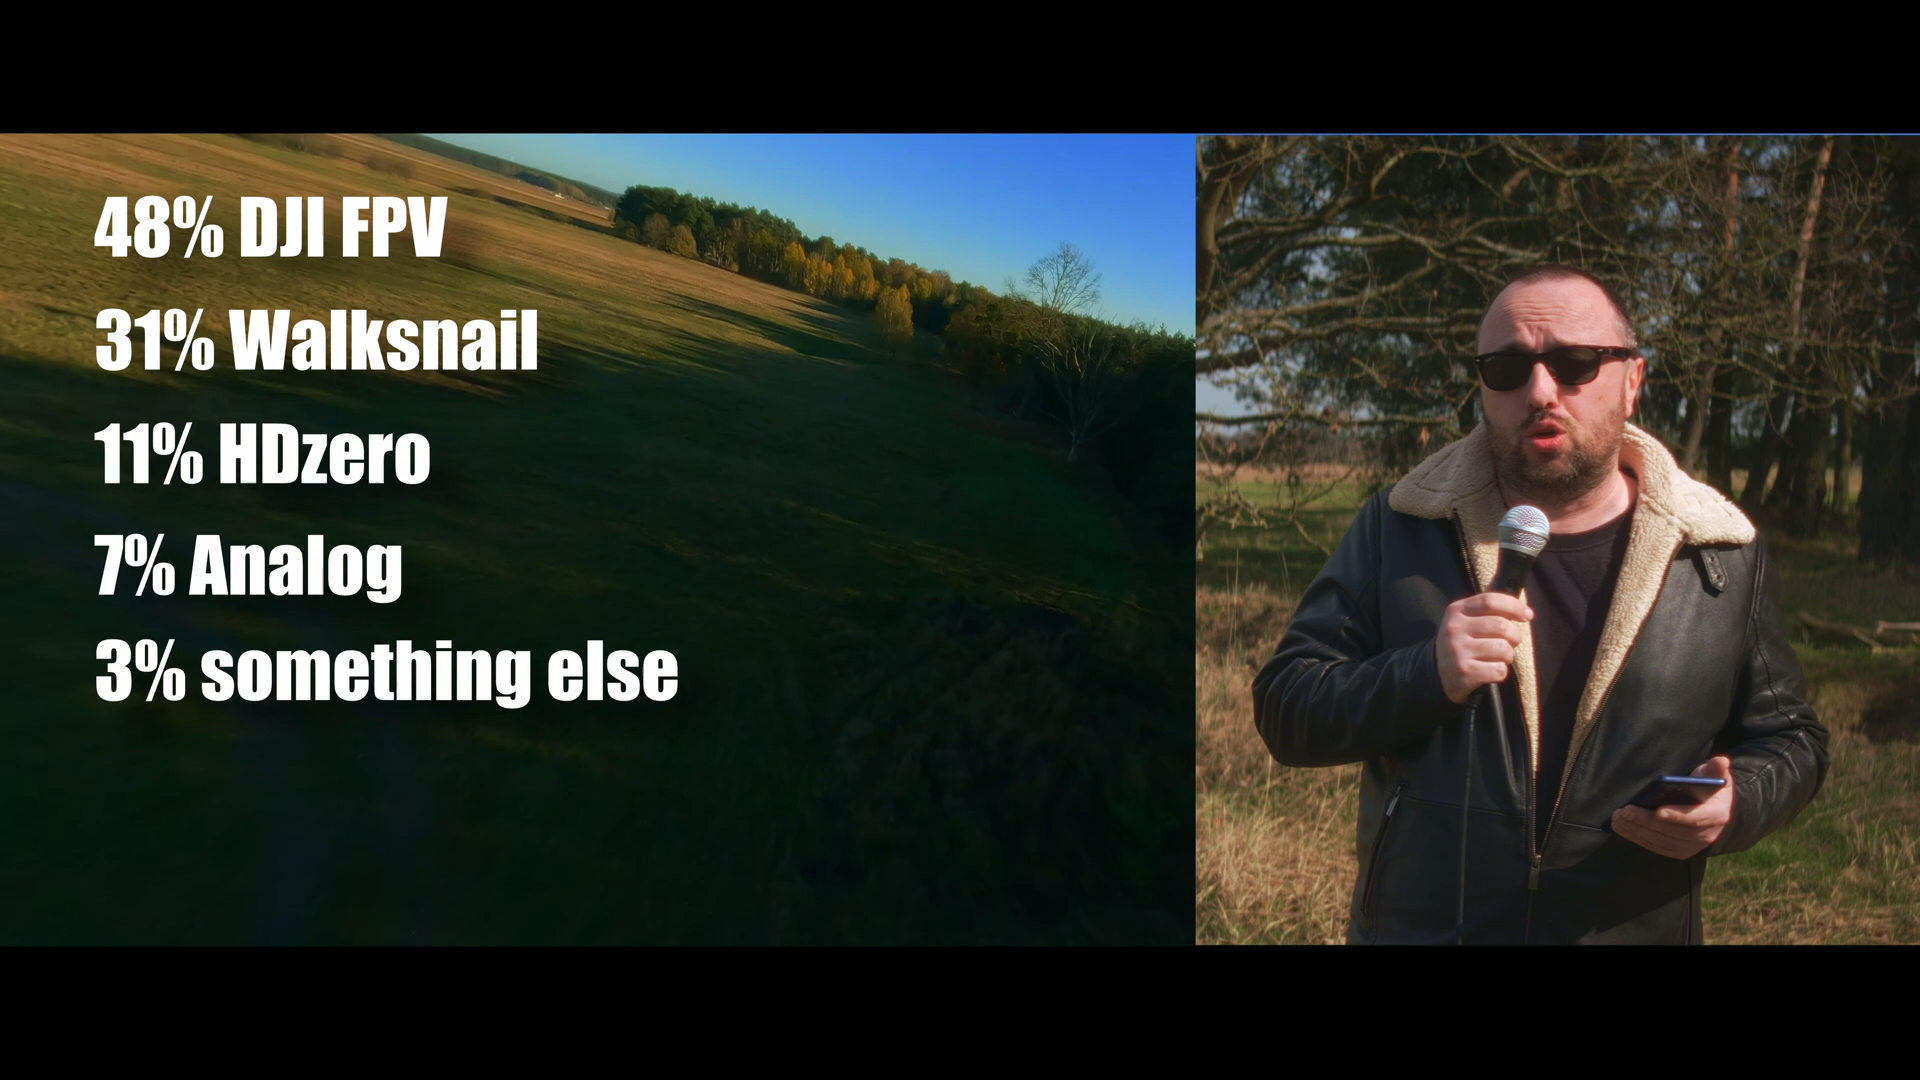 48% DJI FPV
31% Walksnail
11% HDzero
7% Analog
3% something else